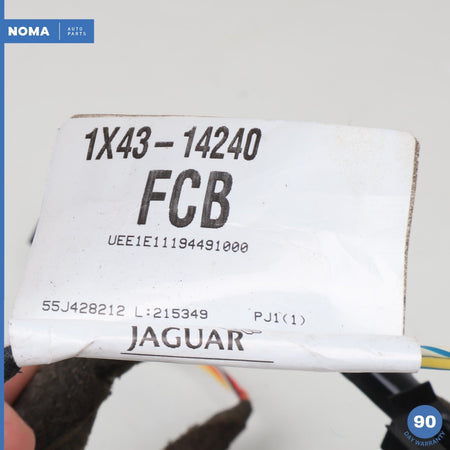 NOMA AUTO
PARTS
1X43-14240
FCB
UEE1E11194491000
55J428212 L:215349 PJ1(1)
JAGUAR
90
DAY WARRANTY